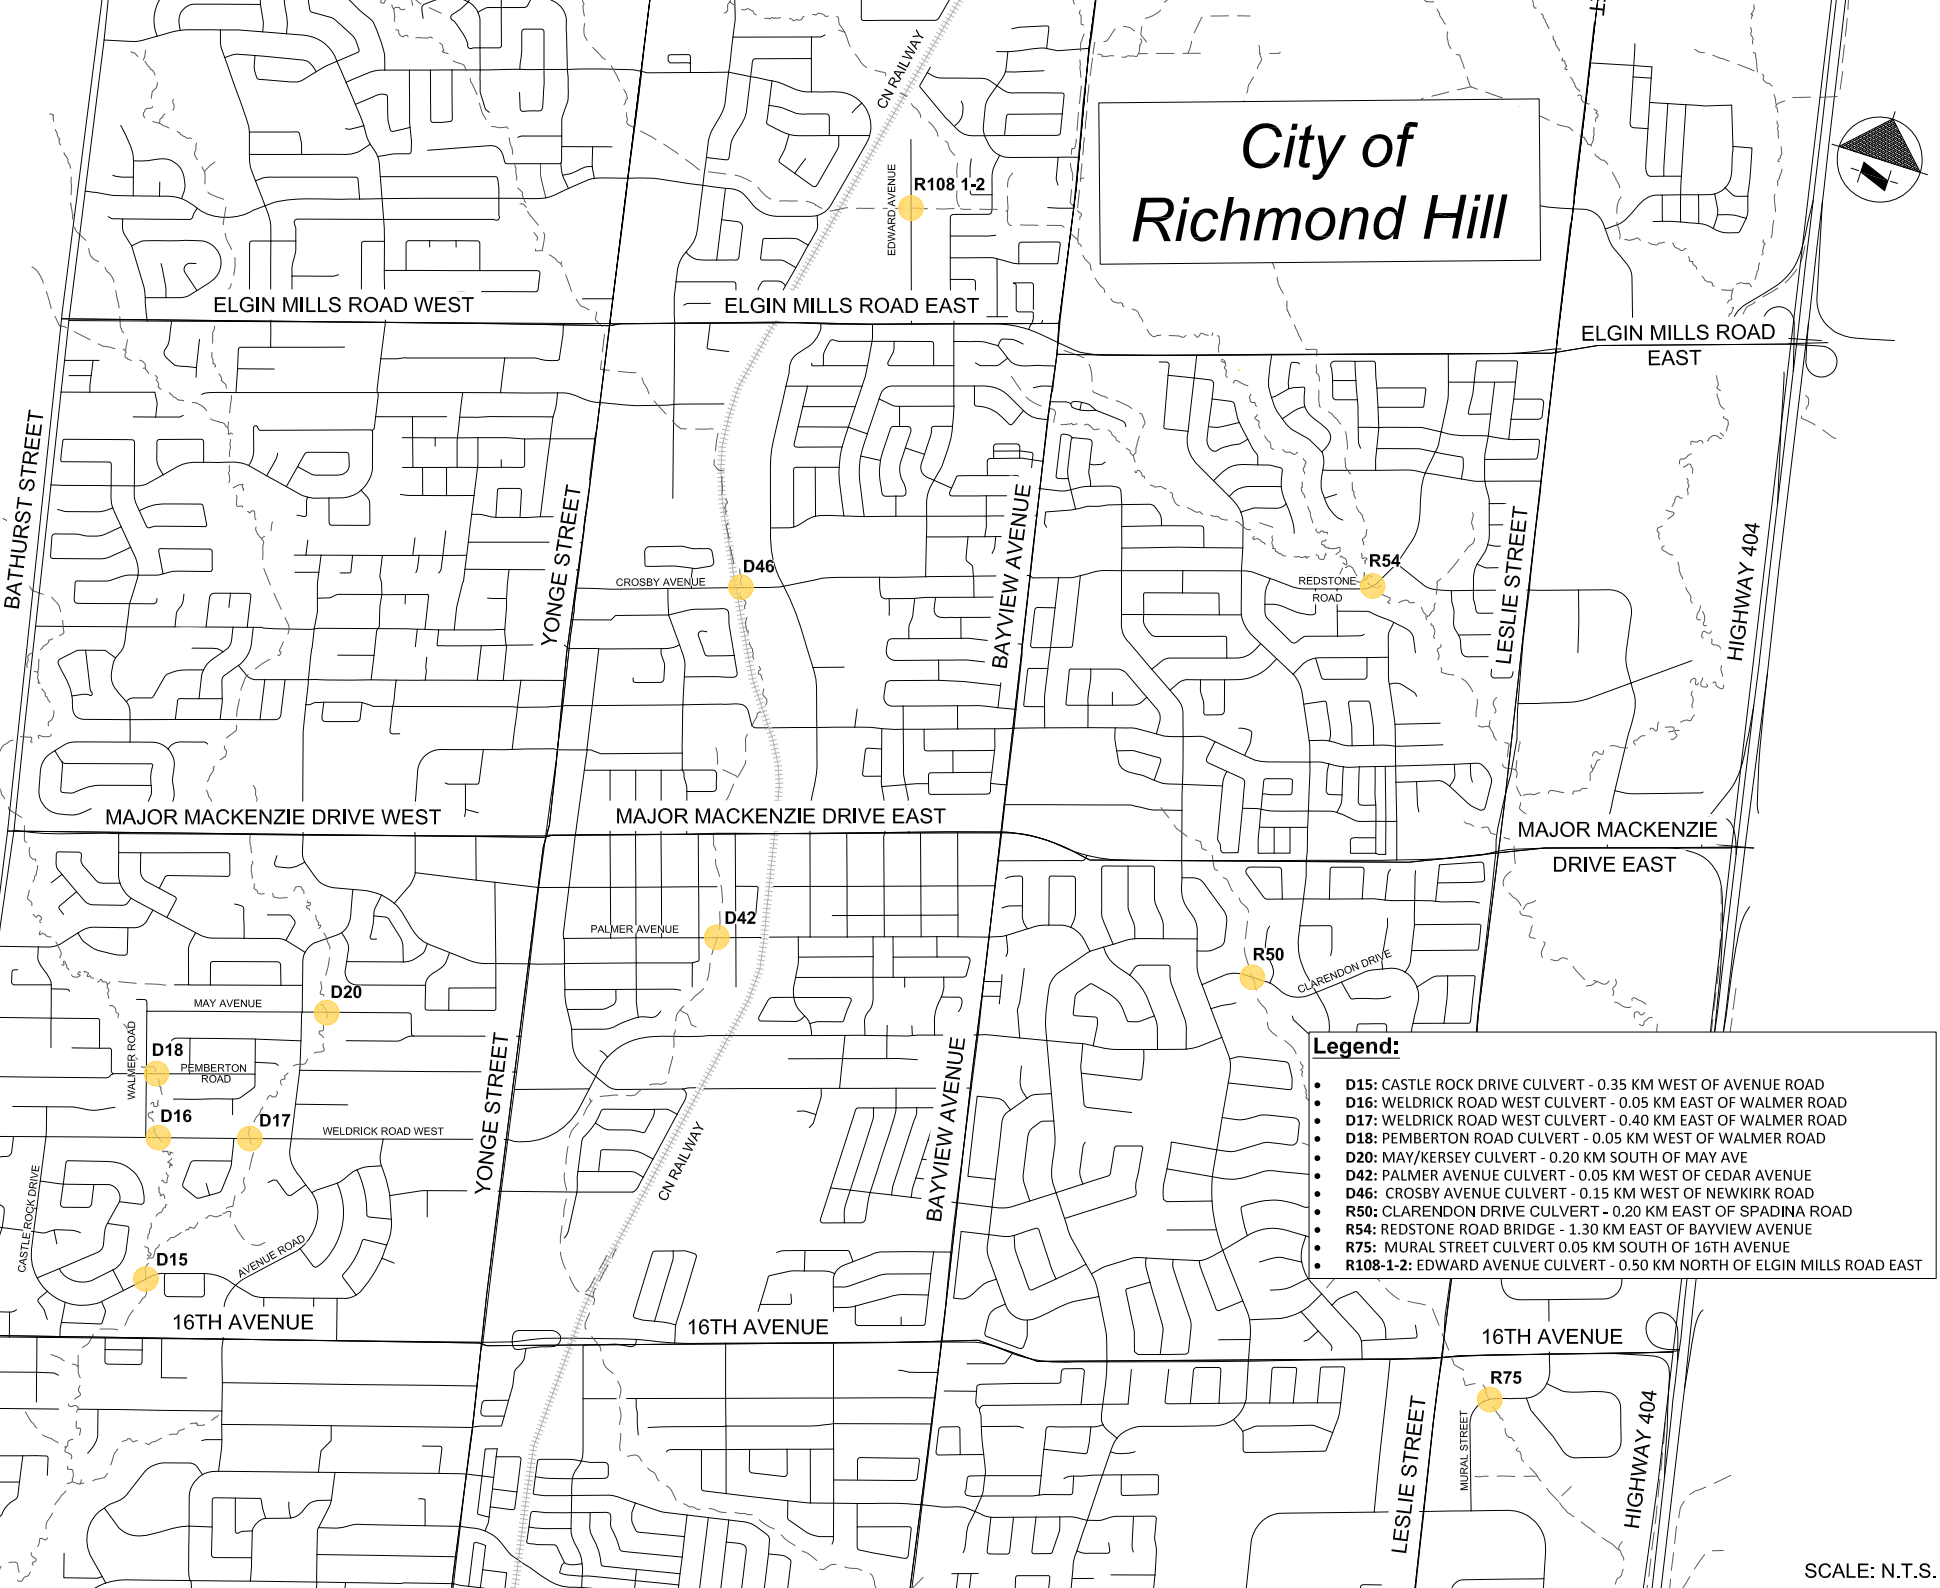 CN RAILWAY
City of
Richmond Hill
EDWARD AVENUE
R108 1-2
ELGIN MILLS ROAD WEST
ELGIN MILLS ROAD EAST
ELGIN MILLS ROAD
EAST
BATHURST STREET
YONGE STREET
BAYVIEW AVENUE
LESLIE STREET
HIGHWAY 404
CROSBY AVENUE
D46
R54
REDSTONE
ROAD
MAJOR MACKENZIE DRIVE WEST
MAJOR MACKENZIE DRIVE EAST
MAJOR MACKENZIE
DRIVE EAST
PALMER AVENUE
D42
R50
CLARENDON DRIVE
MAY AVENUE
D20
WALMER ROAD
D18
PEMBERTON
ROAD
D16
D17
WELDRICK ROAD WEST
YONGE STREET
BAYVIEW AVENUE
CN RAILWAY
CASTLE ROCK DRIVE
AVENUE ROAD
D15
16TH AVENUE
16TH AVENUE
16TH AVENUE
Legend:
• D15: CASTLE ROCK DRIVE CULVERT - 0.35 KM WEST OF AVENUE ROAD
• D16: WELDRICK ROAD WEST CULVERT - 0.05 KM EAST OF WALMER ROAD
• D17: WELDRICK ROAD WEST CULVERT - 0.40 KM EAST OF WALMER ROAD
• D18: PEMBERTON ROAD CULVERT - 0.05 KM WEST OF WALMER ROAD
• D20: MAY/KERSEY CULVERT - 0.20 KM SOUTH OF MAY AVE
• D42: PALMER AVENUE CULVERT - 0.05 KM WEST OF CEDAR AVENUE
• D46: CROSBY AVENUE CULVERT - 0.15 KM WEST OF NEWKIRK ROAD
• R50: CLARENDON DRIVE CULVERT - 0.20 KM EAST OF SPADINA ROAD
• R54: REDSTONE ROAD BRIDGE - 1.30 KM EAST OF BAYVIEW AVENUE
• R75: MURAL STREET CULVERT 0.05 KM SOUTH OF 16TH AVENUE
• R108-1-2: EDWARD AVENUE CULVERT - 0.50 KM NORTH OF ELGIN MILLS ROAD EAST
R75
MURAL STREET
LESLIE STREET
HIGHWAY 404
SCALE: N.T.S.
N